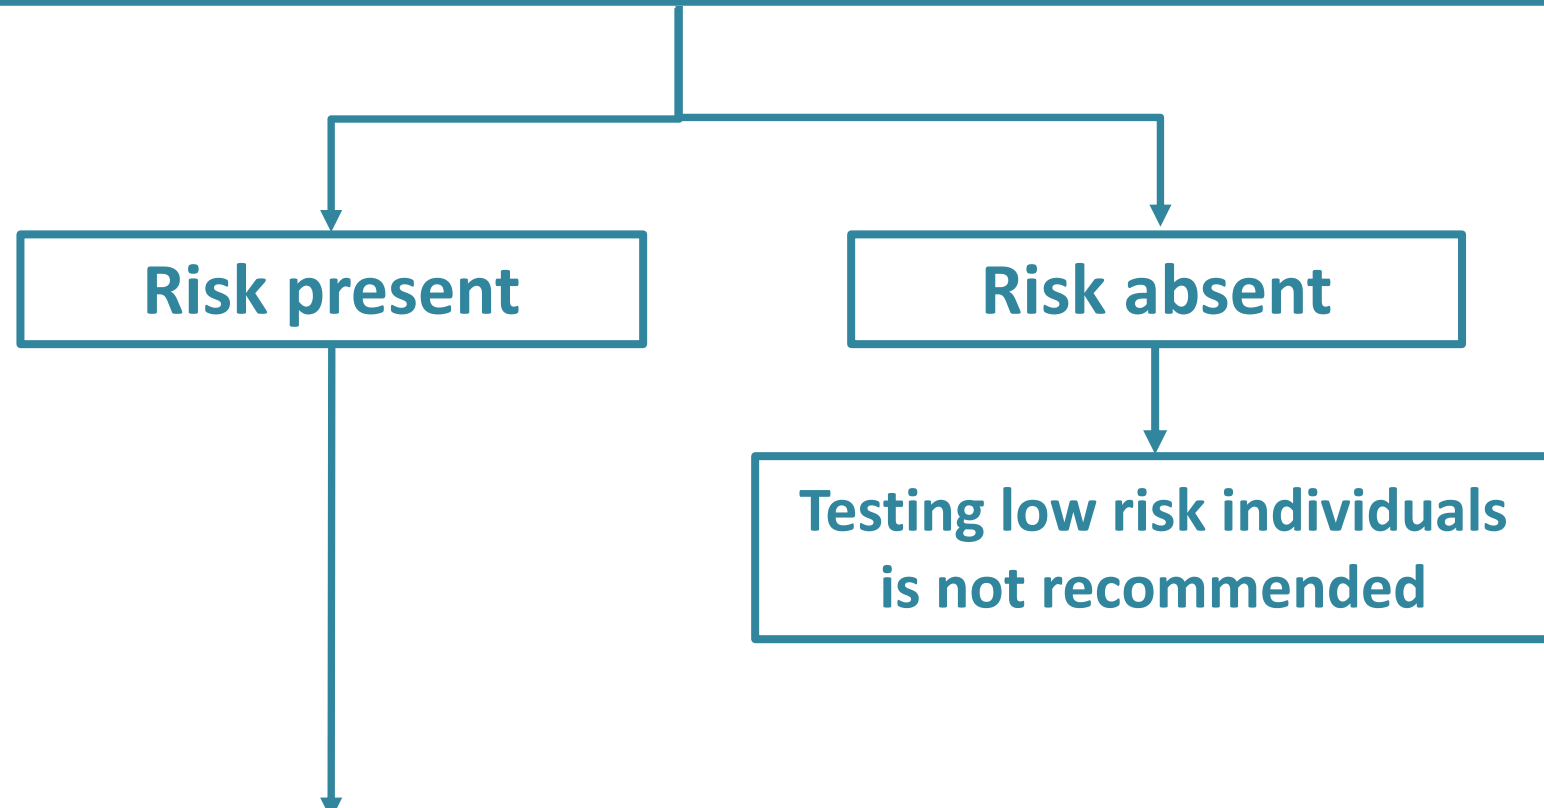 Risk present
Risk absent
Testing low risk individuals
is not recommended